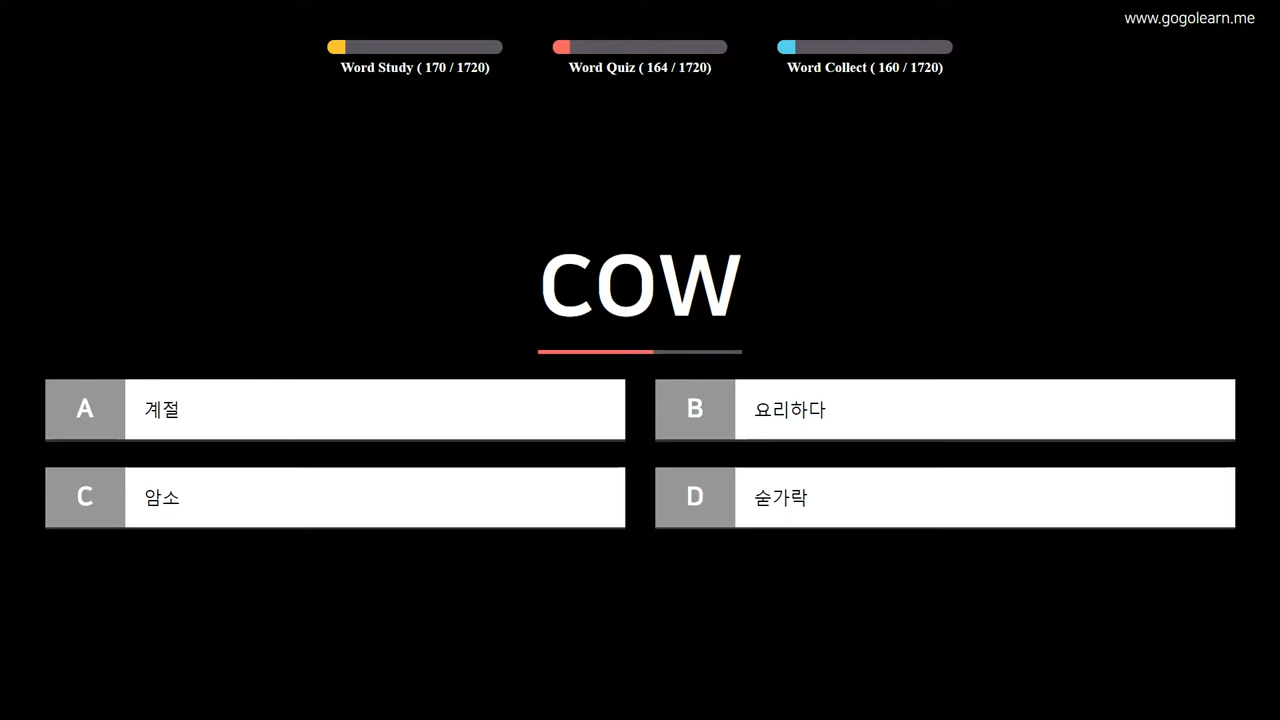 www.gogolearn.me
Word Study ( 170 / 1720)
Word Quiz ( 164 / 1720)
Word Collect ( 160 / 1720)
cow
A 계절
B 요리하다
C 암소
D 숟가락